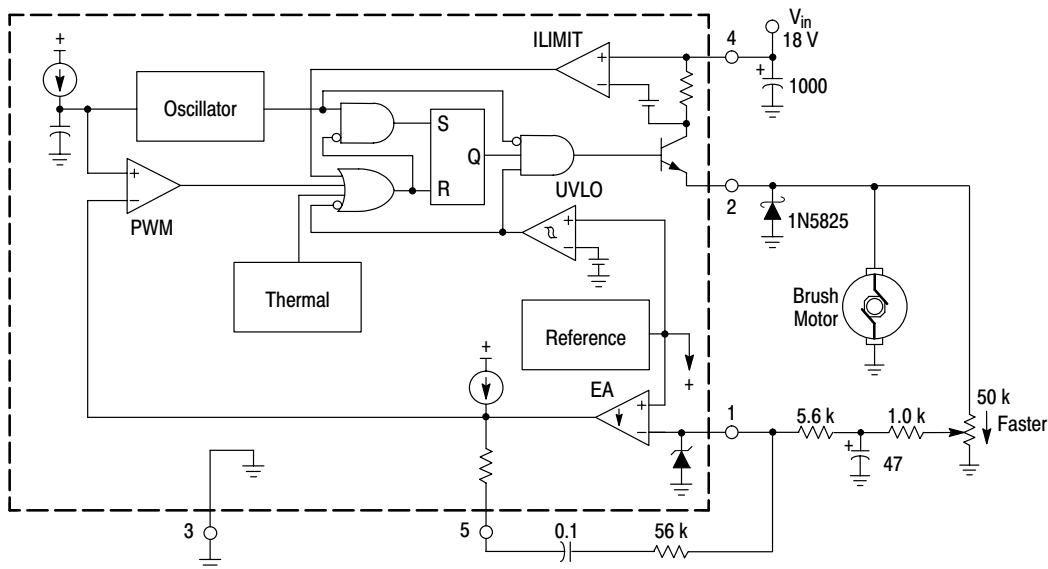 +
ILIMIT
4
Vin
18 V
+
-
+
1000
Oscillator
S
Q
R
+
-
PWM
UVLO
2
1N5825
+
-
Thermal
Brush
Motor
Reference
+
+
EA
+
-
1
5.6 k
1.0 k
50 k
Faster
+
47
3
5
0.1
56 k